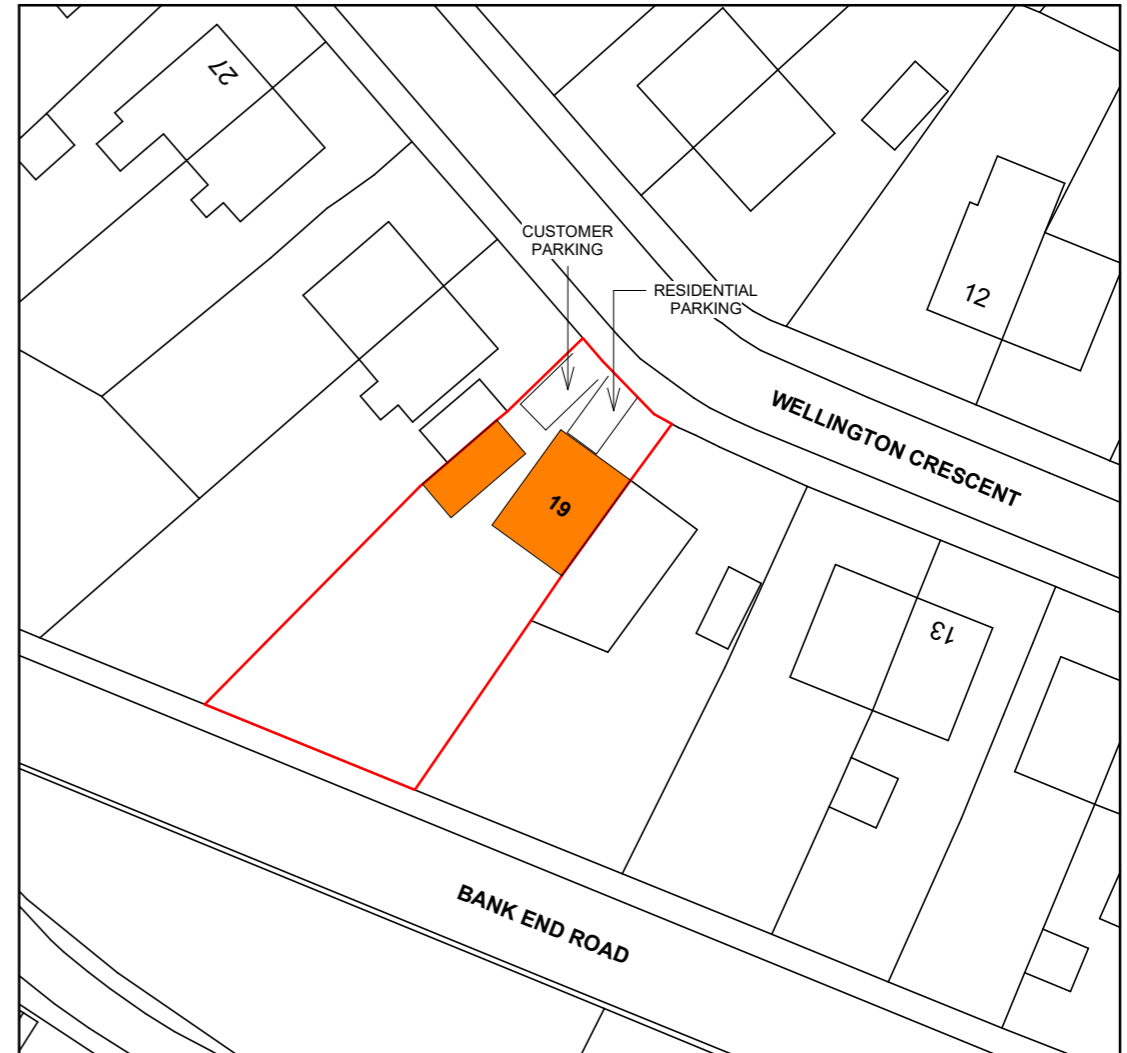 27
CUSTOMER
PARKING
RESIDENTIAL
PARKING
12
WELLINGTON CRESCENT
19
13
BANK END ROAD